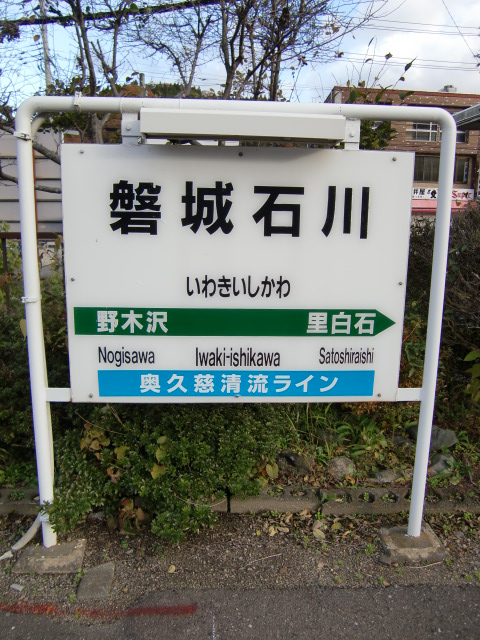 磐城石川
いわきいしかわ
野木沢 里白石
Nogisawa Iwaki-ishikawa Satoshiraishi
奥久慈清流ライン